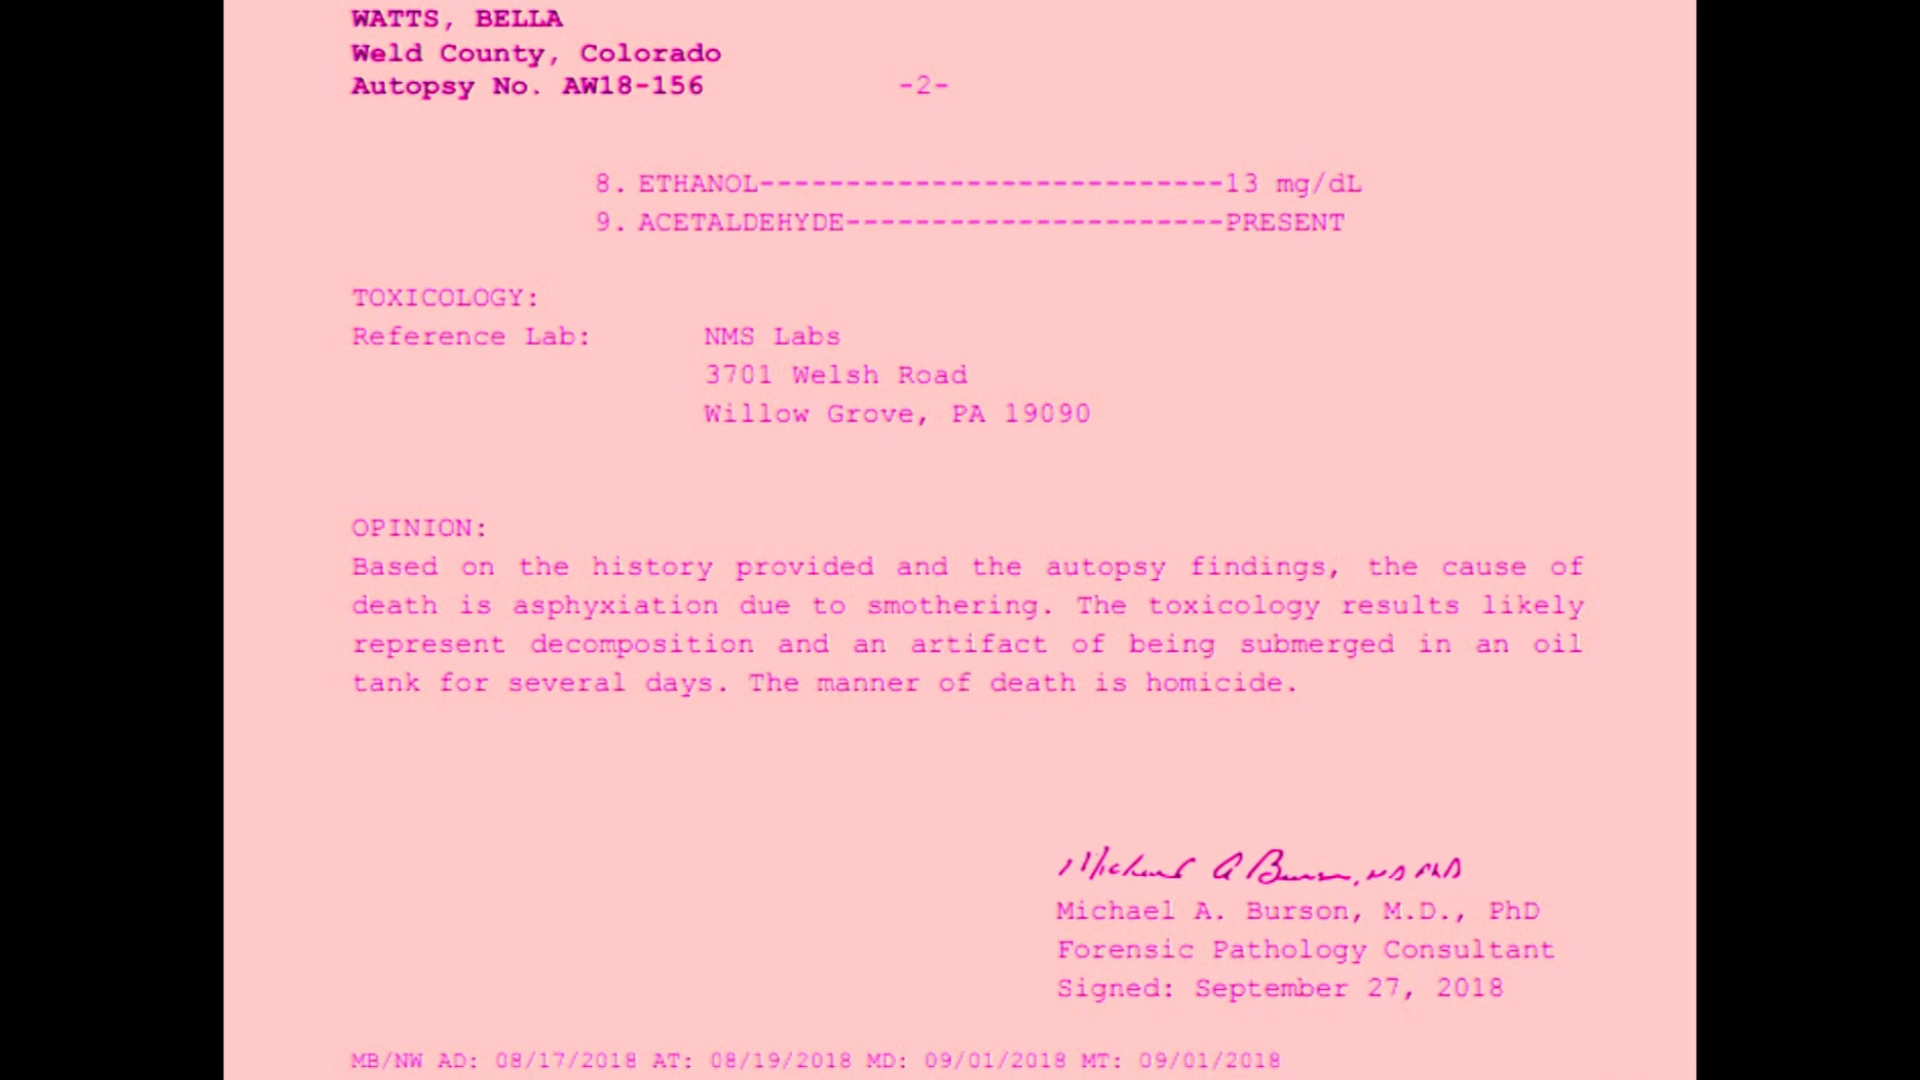 WATTS, BELLA
Weld County, Colorado
Autopsy No. AW18-156 -2-
8. ETHANOL---------------------------13 mg/dL
9. ACETALDEHYDE----------------------PRESENT
TOXICOLOGY:
Reference Lab: NMS Labs
3701 Welsh Road
Willow Grove, PA 19090
OPINION:
Based on the history provided and the autopsy findings, the cause of
death is asphyxiation due to smothering. The toxicology results likely
represent decomposition and an artifact of being submerged in an oil
tank for several days. The manner of death is homicide.
Michael A Burson, MD PhD
Michael A. Burson, M.D., PhD
Forensic Pathology Consultant
Signed: September 27, 2018
MB/NW AD: 08/17/2018 AT: 08/19/2018 MD: 09/01/2018 MT: 09/01/2018